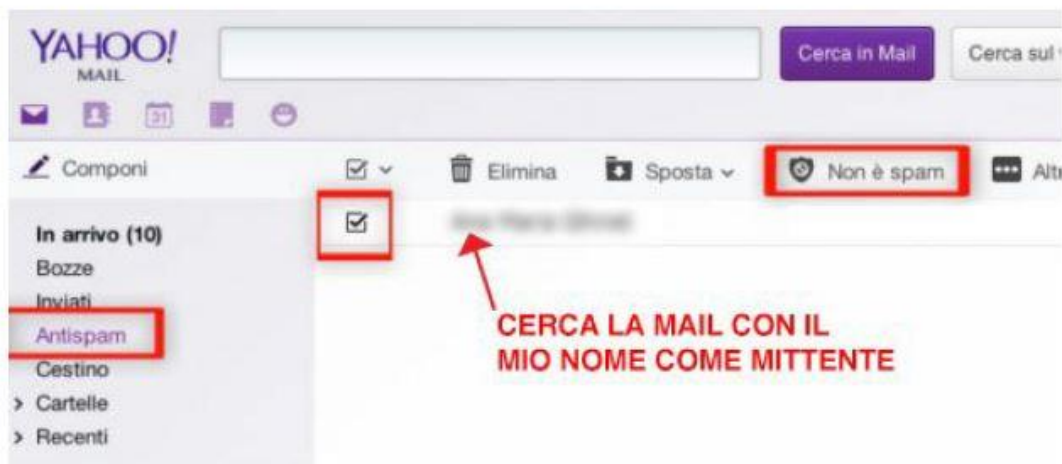 YAHOO!
MAIL
Cerca in Mail
Cerca sul
31
Componi
Elimina
Sposta
Non è spam
In arrivo (10)
Bozze
Inviati
Antispam
Cestino
Cartelle
Recenti
CERCA LA MAIL CON IL
MIO NOME COME MITTENTE